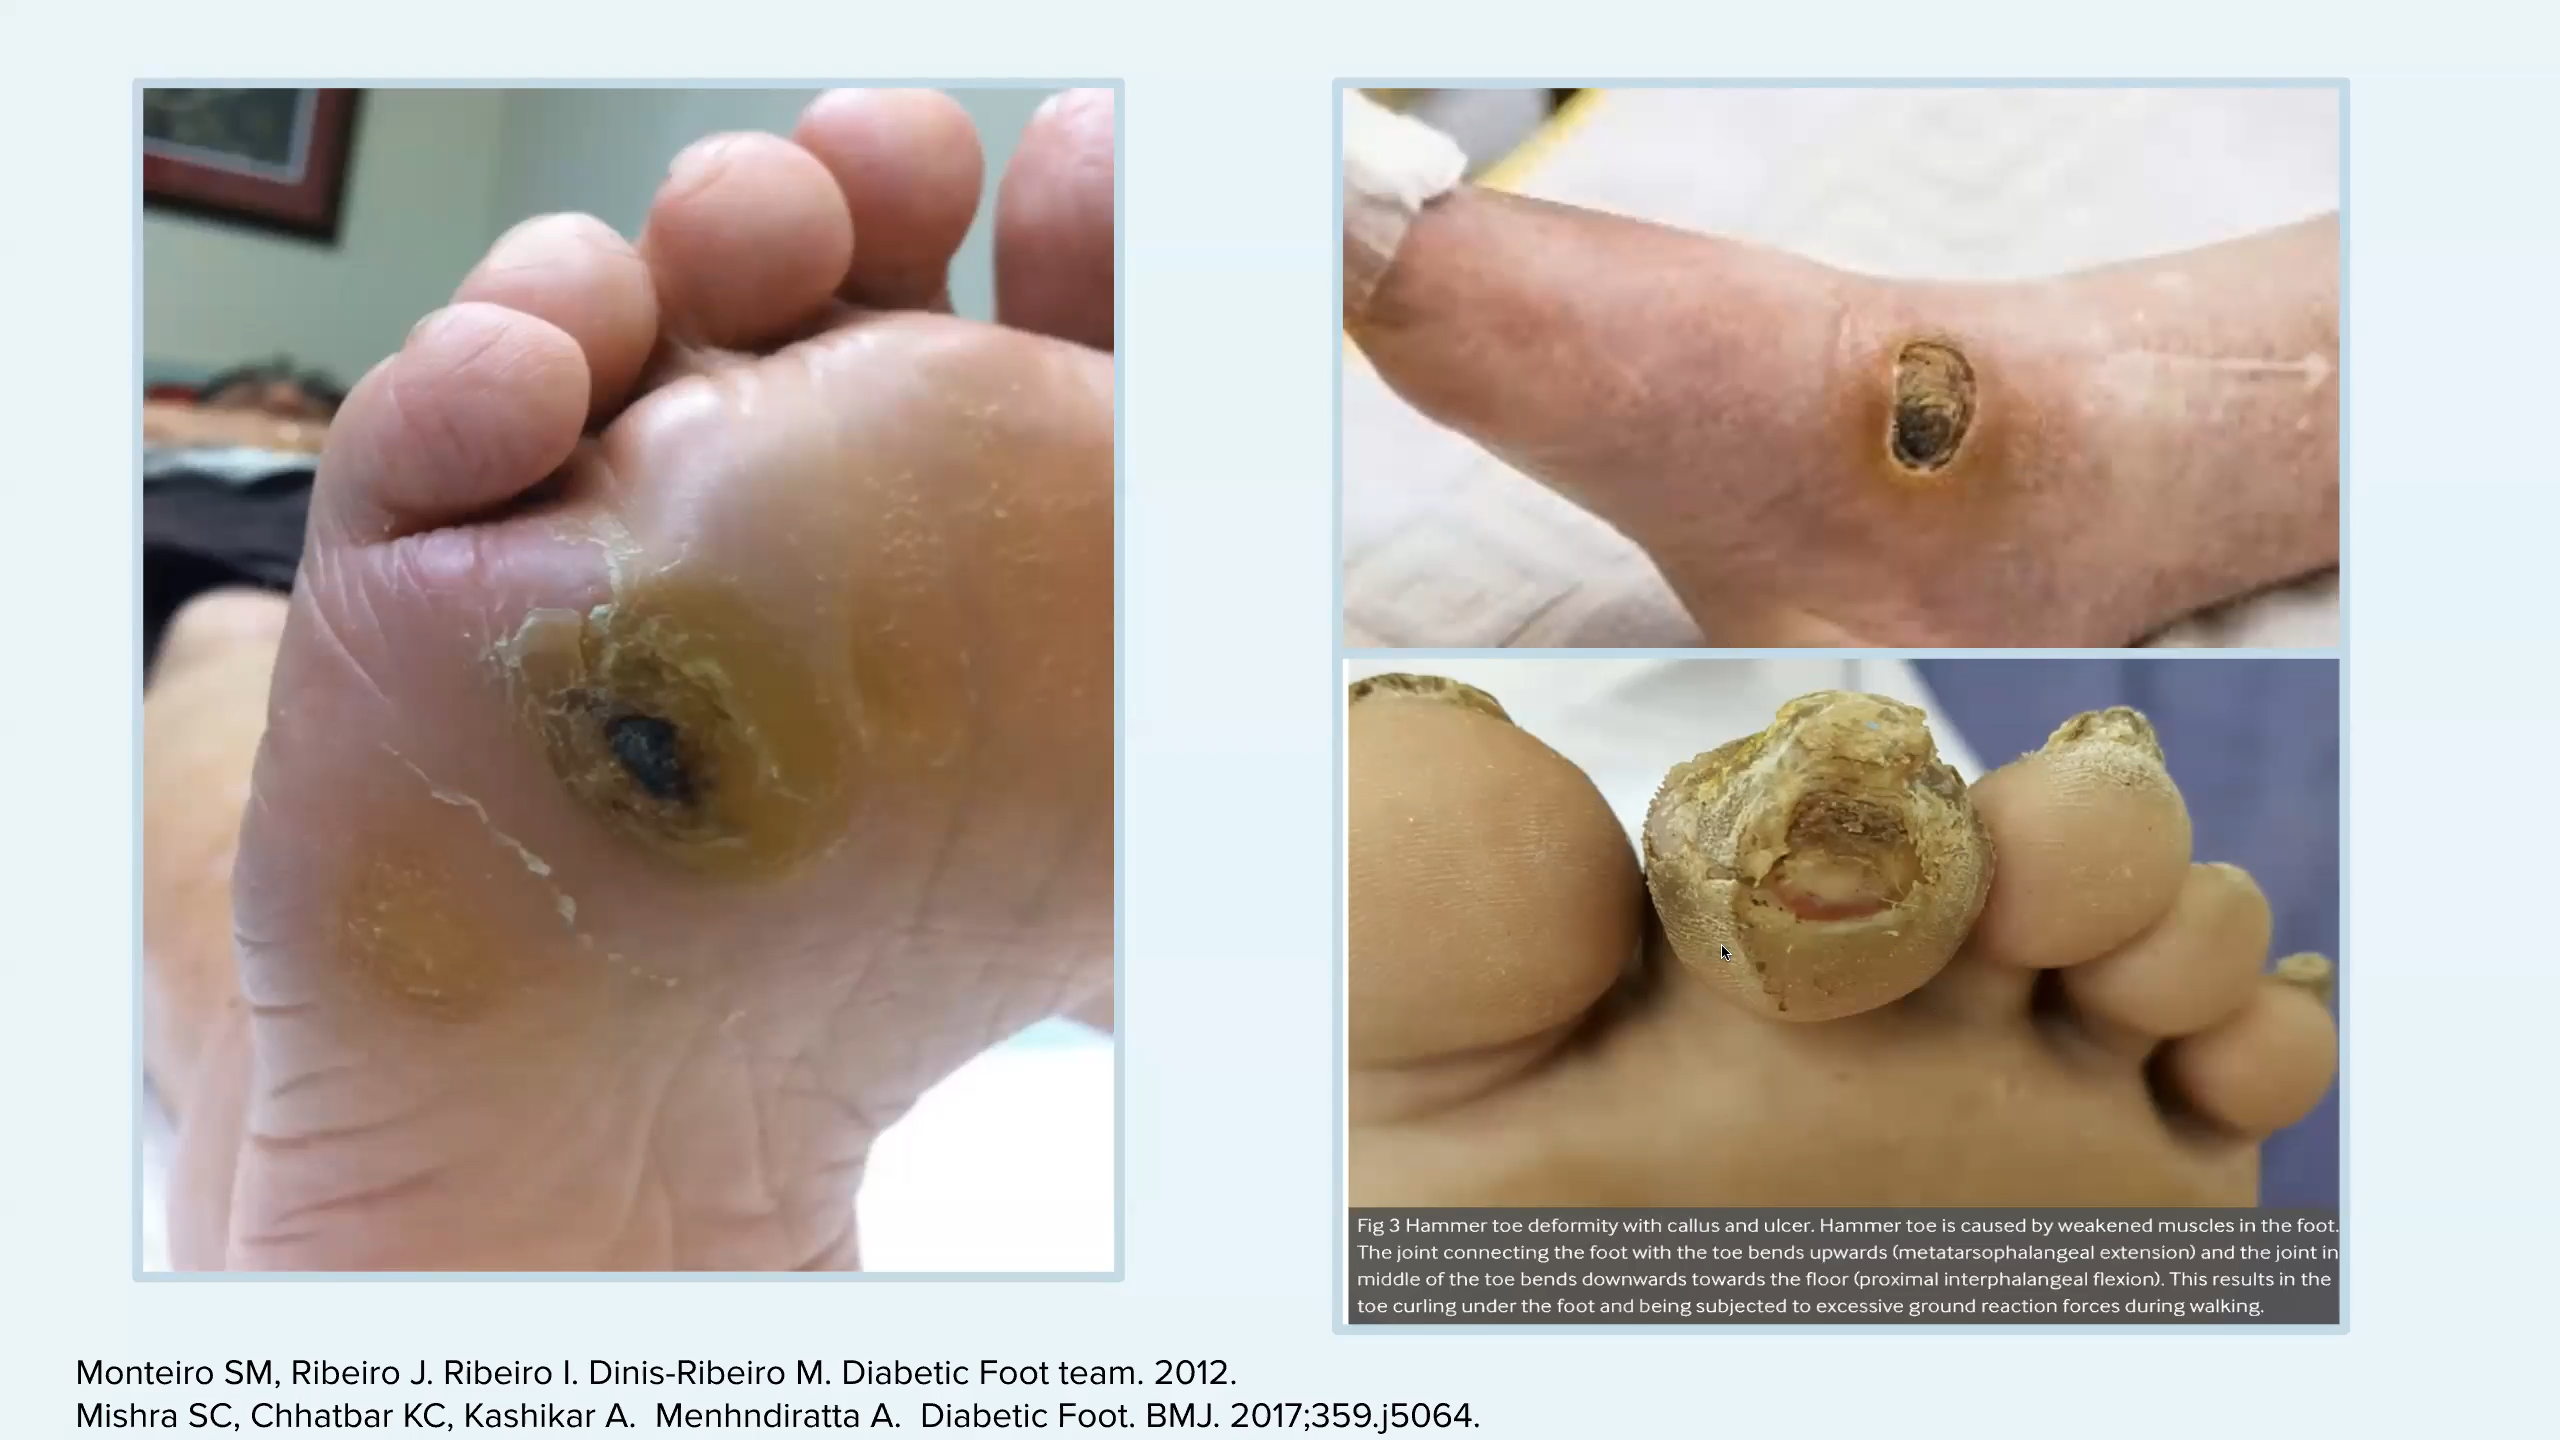 Fig 3 Hammer toe deformity with callus and ulcer. Hammer toe is caused by weakened muscles in the foot.
The joint connecting the foot with the toe bends upwards (metatarsophalangeal extension) and the joint in
middle of the toe bends downwards towards the floor (proximal interphalangeal flexion). This results in the
toe curling under the foot and being subjected to excessive ground reaction forces during walking.
Monteiro SM, Ribeiro J. Ribeiro I. Dinis-Ribeiro M. Diabetic Foot team. 2012.
Mishra SC, Chhatbar KC, Kashikar A.  Menhndiratta A.  Diabetic Foot. BMJ. 2017;359.j5064.